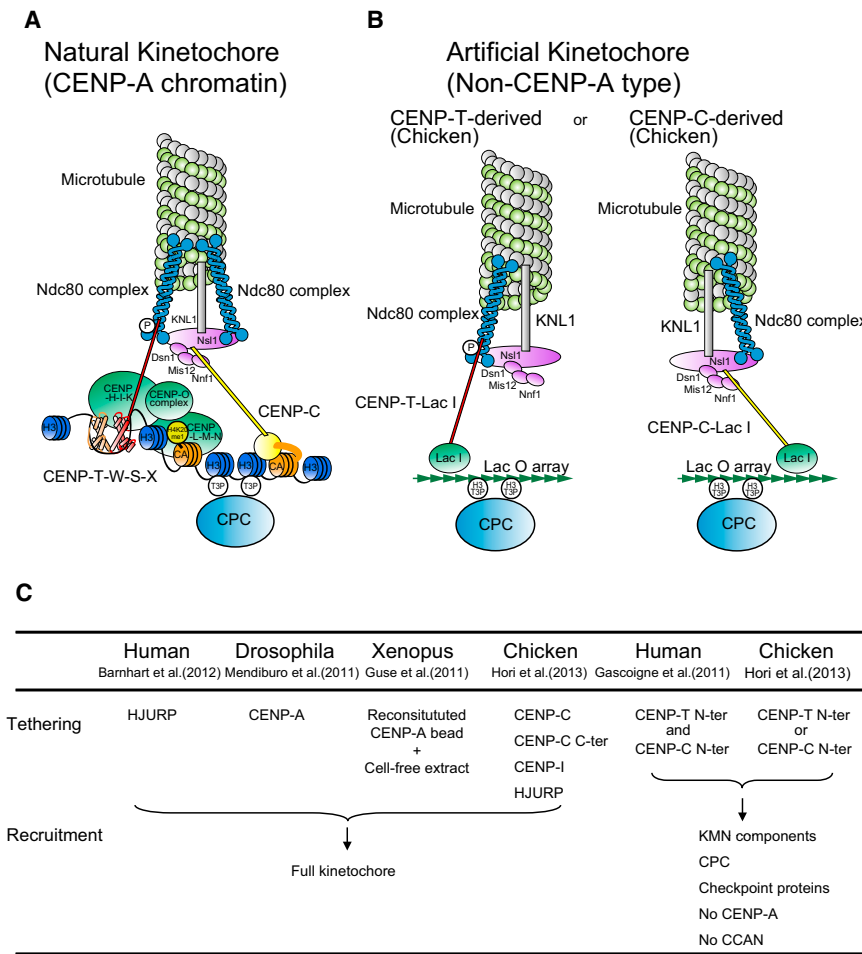 A
Natural Kinetochore
(CENP-A chromatin)
Microtubule
Ndc80 complex
Ndc80 complex
KNL1
P
Nsl1
Dsn1
Mis12
Nnf1
CENP
-H-I-K
CENP-O
complex
CENP-C
H3
H3
H4K20
me1
CENP
-L-M-N
CA
H3
H3
CA
H3
CENP-T-W-S-X
T3P
T3P
CPC
B
Artificial Kinetochore
(Non-CENP-A type)
CENP-T-derived
(Chicken)
or
CENP-C-derived
(Chicken)
Microtubule
Ndc80 complex
KNL1
P
Nsl1
Dsn1
Mis12
Nnf1
CENP-T-Lac I
Lac I
Lac O array
H3
T3P
H3
T3P
CPC
Microtubule
KNL1
Ndc80 complex
Nsl1
Dsn1
Mis12
Nnf1
CENP-C-Lac I
Lac O array
Lac I
H3
T3P
H3
T3P
CPC
C
Human Drosophila Xenopus Chicken Human Chicken
Barnhart et al.(2012) Mendiburo et al.(2011) Guse et al.(2011) Hori et al.(2013) Gascoigne et al.(2011) Hori et al.(2013)
Tethering
HJURP
CENP-A
Reconsitututed
CENP-A bead
+
Cell-free extract
CENP-C
CENP-C C-ter
CENP-I
HJURP
CENP-T N-ter
and
CENP-C N-ter
CENP-T N-ter
or
CENP-C N-ter
Recruitment
Full kinetochore
KMN components
CPC
Checkpoint proteins
No CENP-A
No CCAN